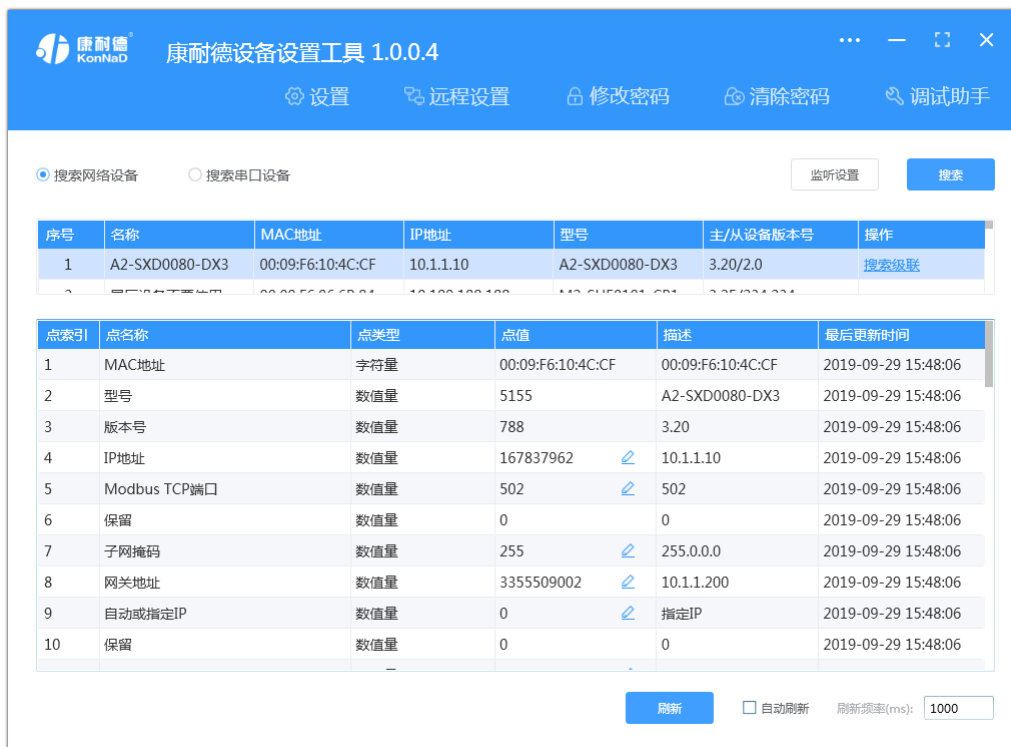 康耐德®
KonNaD
康耐德设备设置工具 1.0.0.4
设置 远程设置 修改密码 清除密码 调试助手
搜索网络设备 搜索串口设备 监听设置 搜索
序号 名称 MAC地址 IP地址 型号 主/从设备版本号 操作
1 A2-SXD0080-DX3 00:09:F6:10:4C:CF 10.1.1.10 A2-SXD0080-DX3 3.20/2.0 搜索级联
点索引 点名称 点类型 点值 描述 最后更新时间
1 MAC地址 字符量 00:09:F6:10:4C:CF 00:09:F6:10:4C:CF 2019-09-29 15:48:06
2 型号 数值量 5155 A2-SXD0080-DX3 2019-09-29 15:48:06
3 版本号 数值量 788 3.20 2019-09-29 15:48:06
4 IP地址 数值量 167837962 10.1.1.10 2019-09-29 15:48:06
5 Modbus TCP端口 数值量 502 502 2019-09-29 15:48:06
6 保留 数值量 0 0 2019-09-29 15:48:06
7 子网掩码 数值量 255 255.0.0.0 2019-09-29 15:48:06
8 网关地址 数值量 3355509002 10.1.1.200 2019-09-29 15:48:06
9 自动或指定IP 数值量 0 指定IP 2019-09-29 15:48:06
10 保留 数值量 0 0 2019-09-29 15:48:06
刷新 自动刷新 刷新频率(ms): 1000